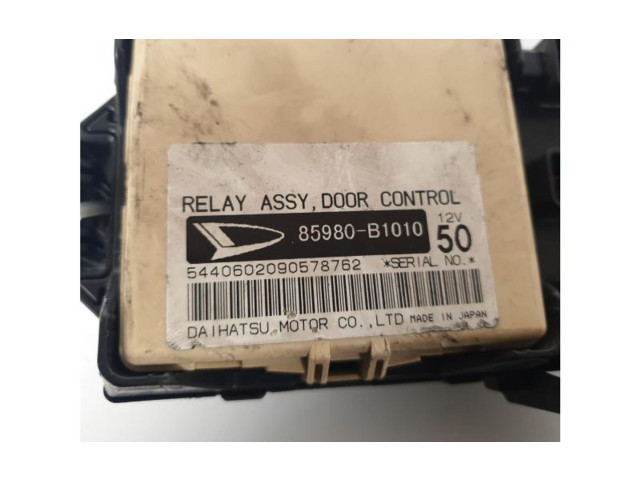 RELAY ASSY, DOOR CONTROL
85980-B1010 12V 50
5440602090578762 *SERIAL NO.*
DAIHATSU MOTOR CO.,LTD MADE IN JAPAN